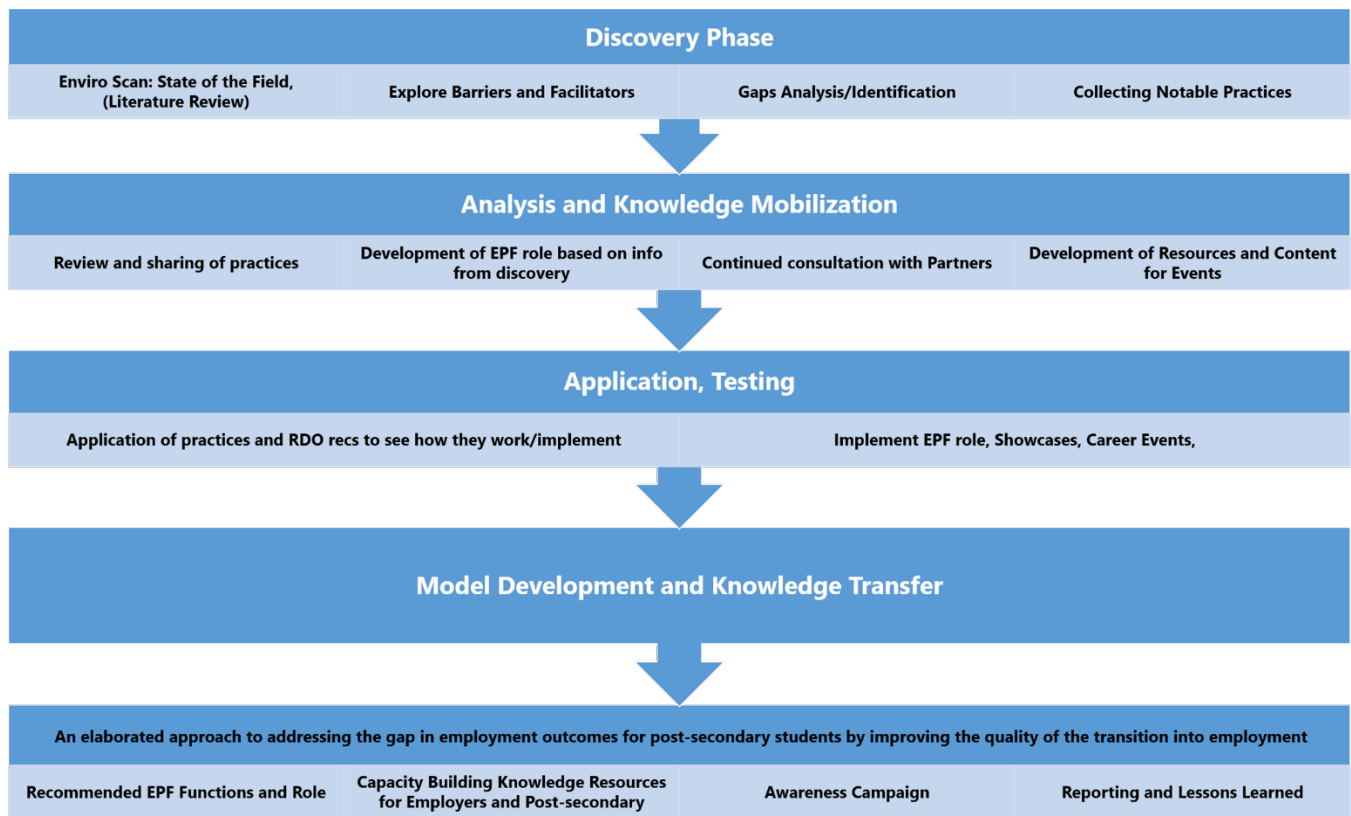 Discovery Phase
Enviro Scan: State of the Field,
(Literature Review)
Explore Barriers and Facilitators
Gaps Analysis/Identification
Collecting Notable Practices
Analysis and Knowledge Mobilization
Review and sharing of practices
Development of EPF role based on info
from discovery
Continued consultation with Partners
Development of Resources and Content
for Events
Application, Testing
Application of practices and RDO recs to see how they work/implement
Implement EPF role, Showcases, Career Events,
Model Development and Knowledge Transfer
An elaborated approach to addressing the gap in employment outcomes for post-secondary students by improving the quality of the transition into employment
Recommended EPF Functions and Role
Capacity Building Knowledge Resources
for Employers and Post-secondary
Awareness Campaign
Reporting and Lessons Learned